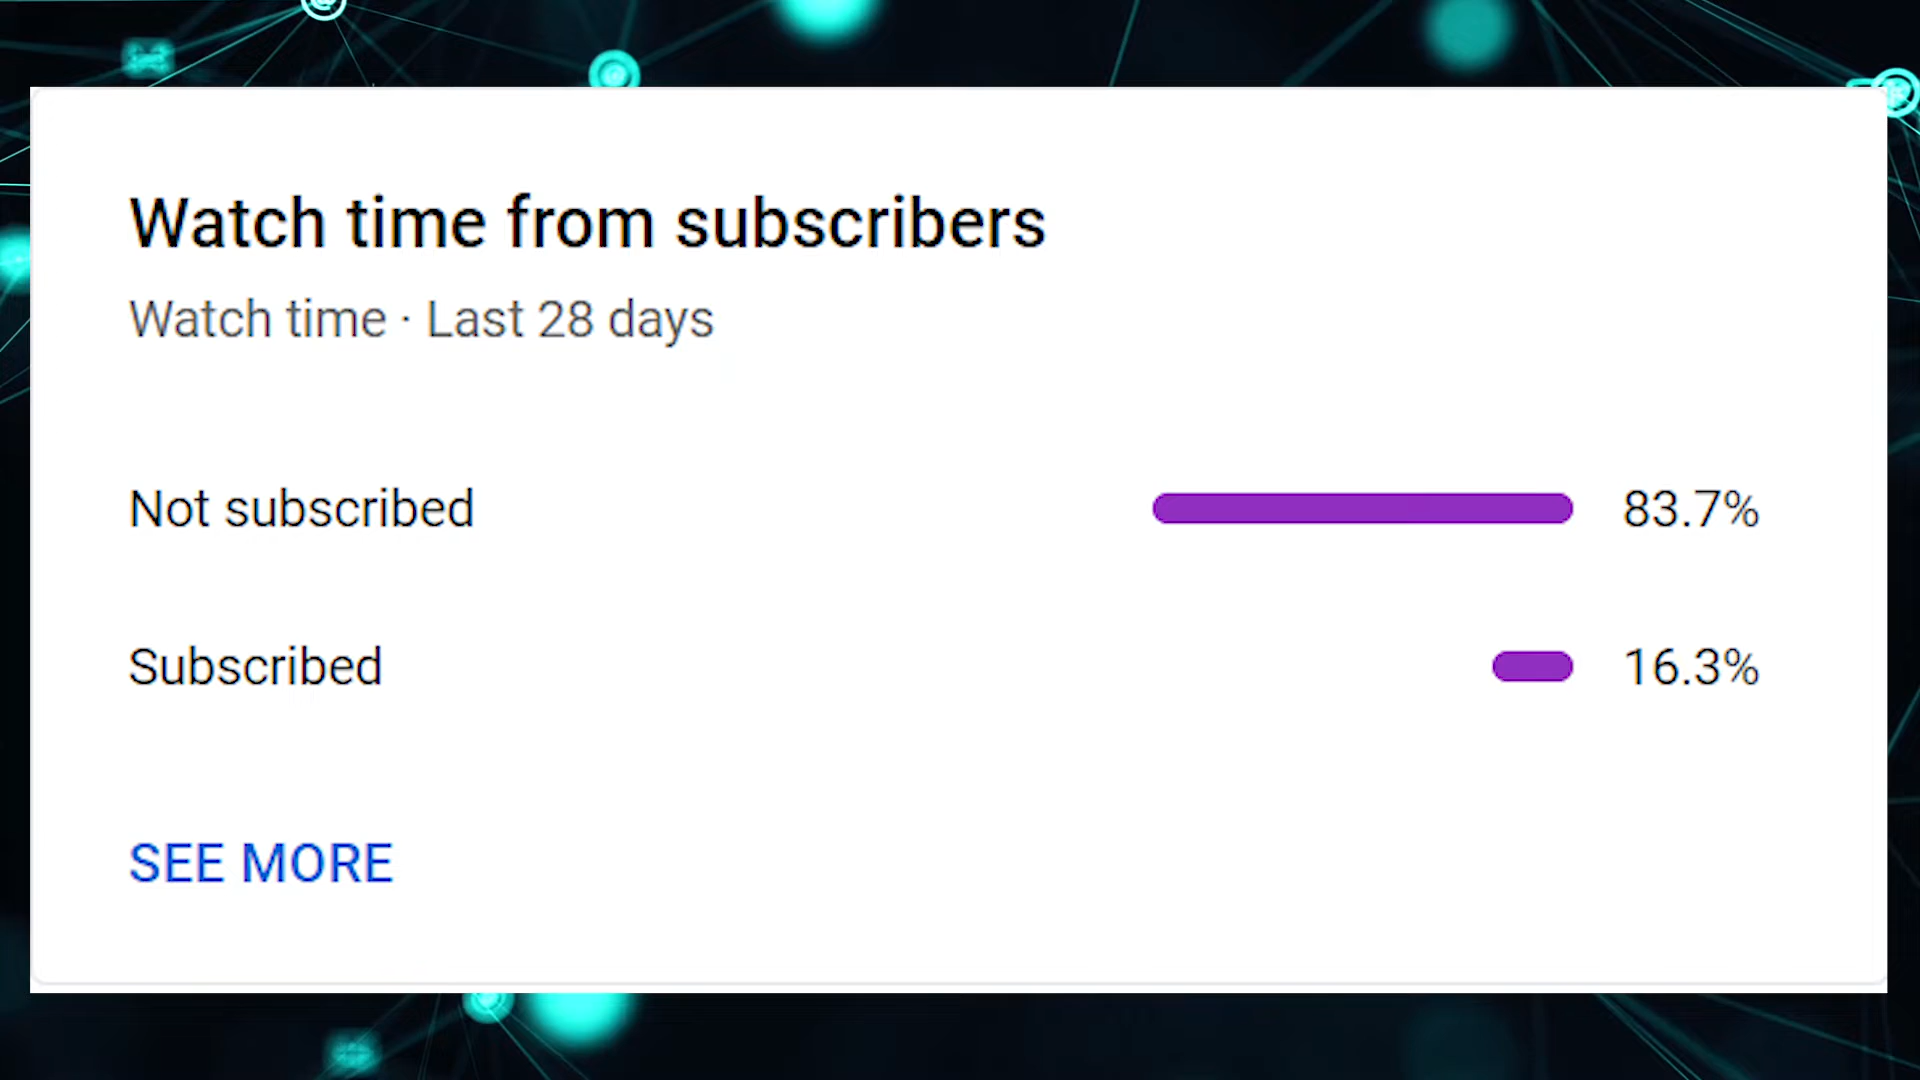 Watch time from subscribers
Watch time · Last 28 days
Not subscribed 83.7%
Subscribed 16.3%
SEE MORE